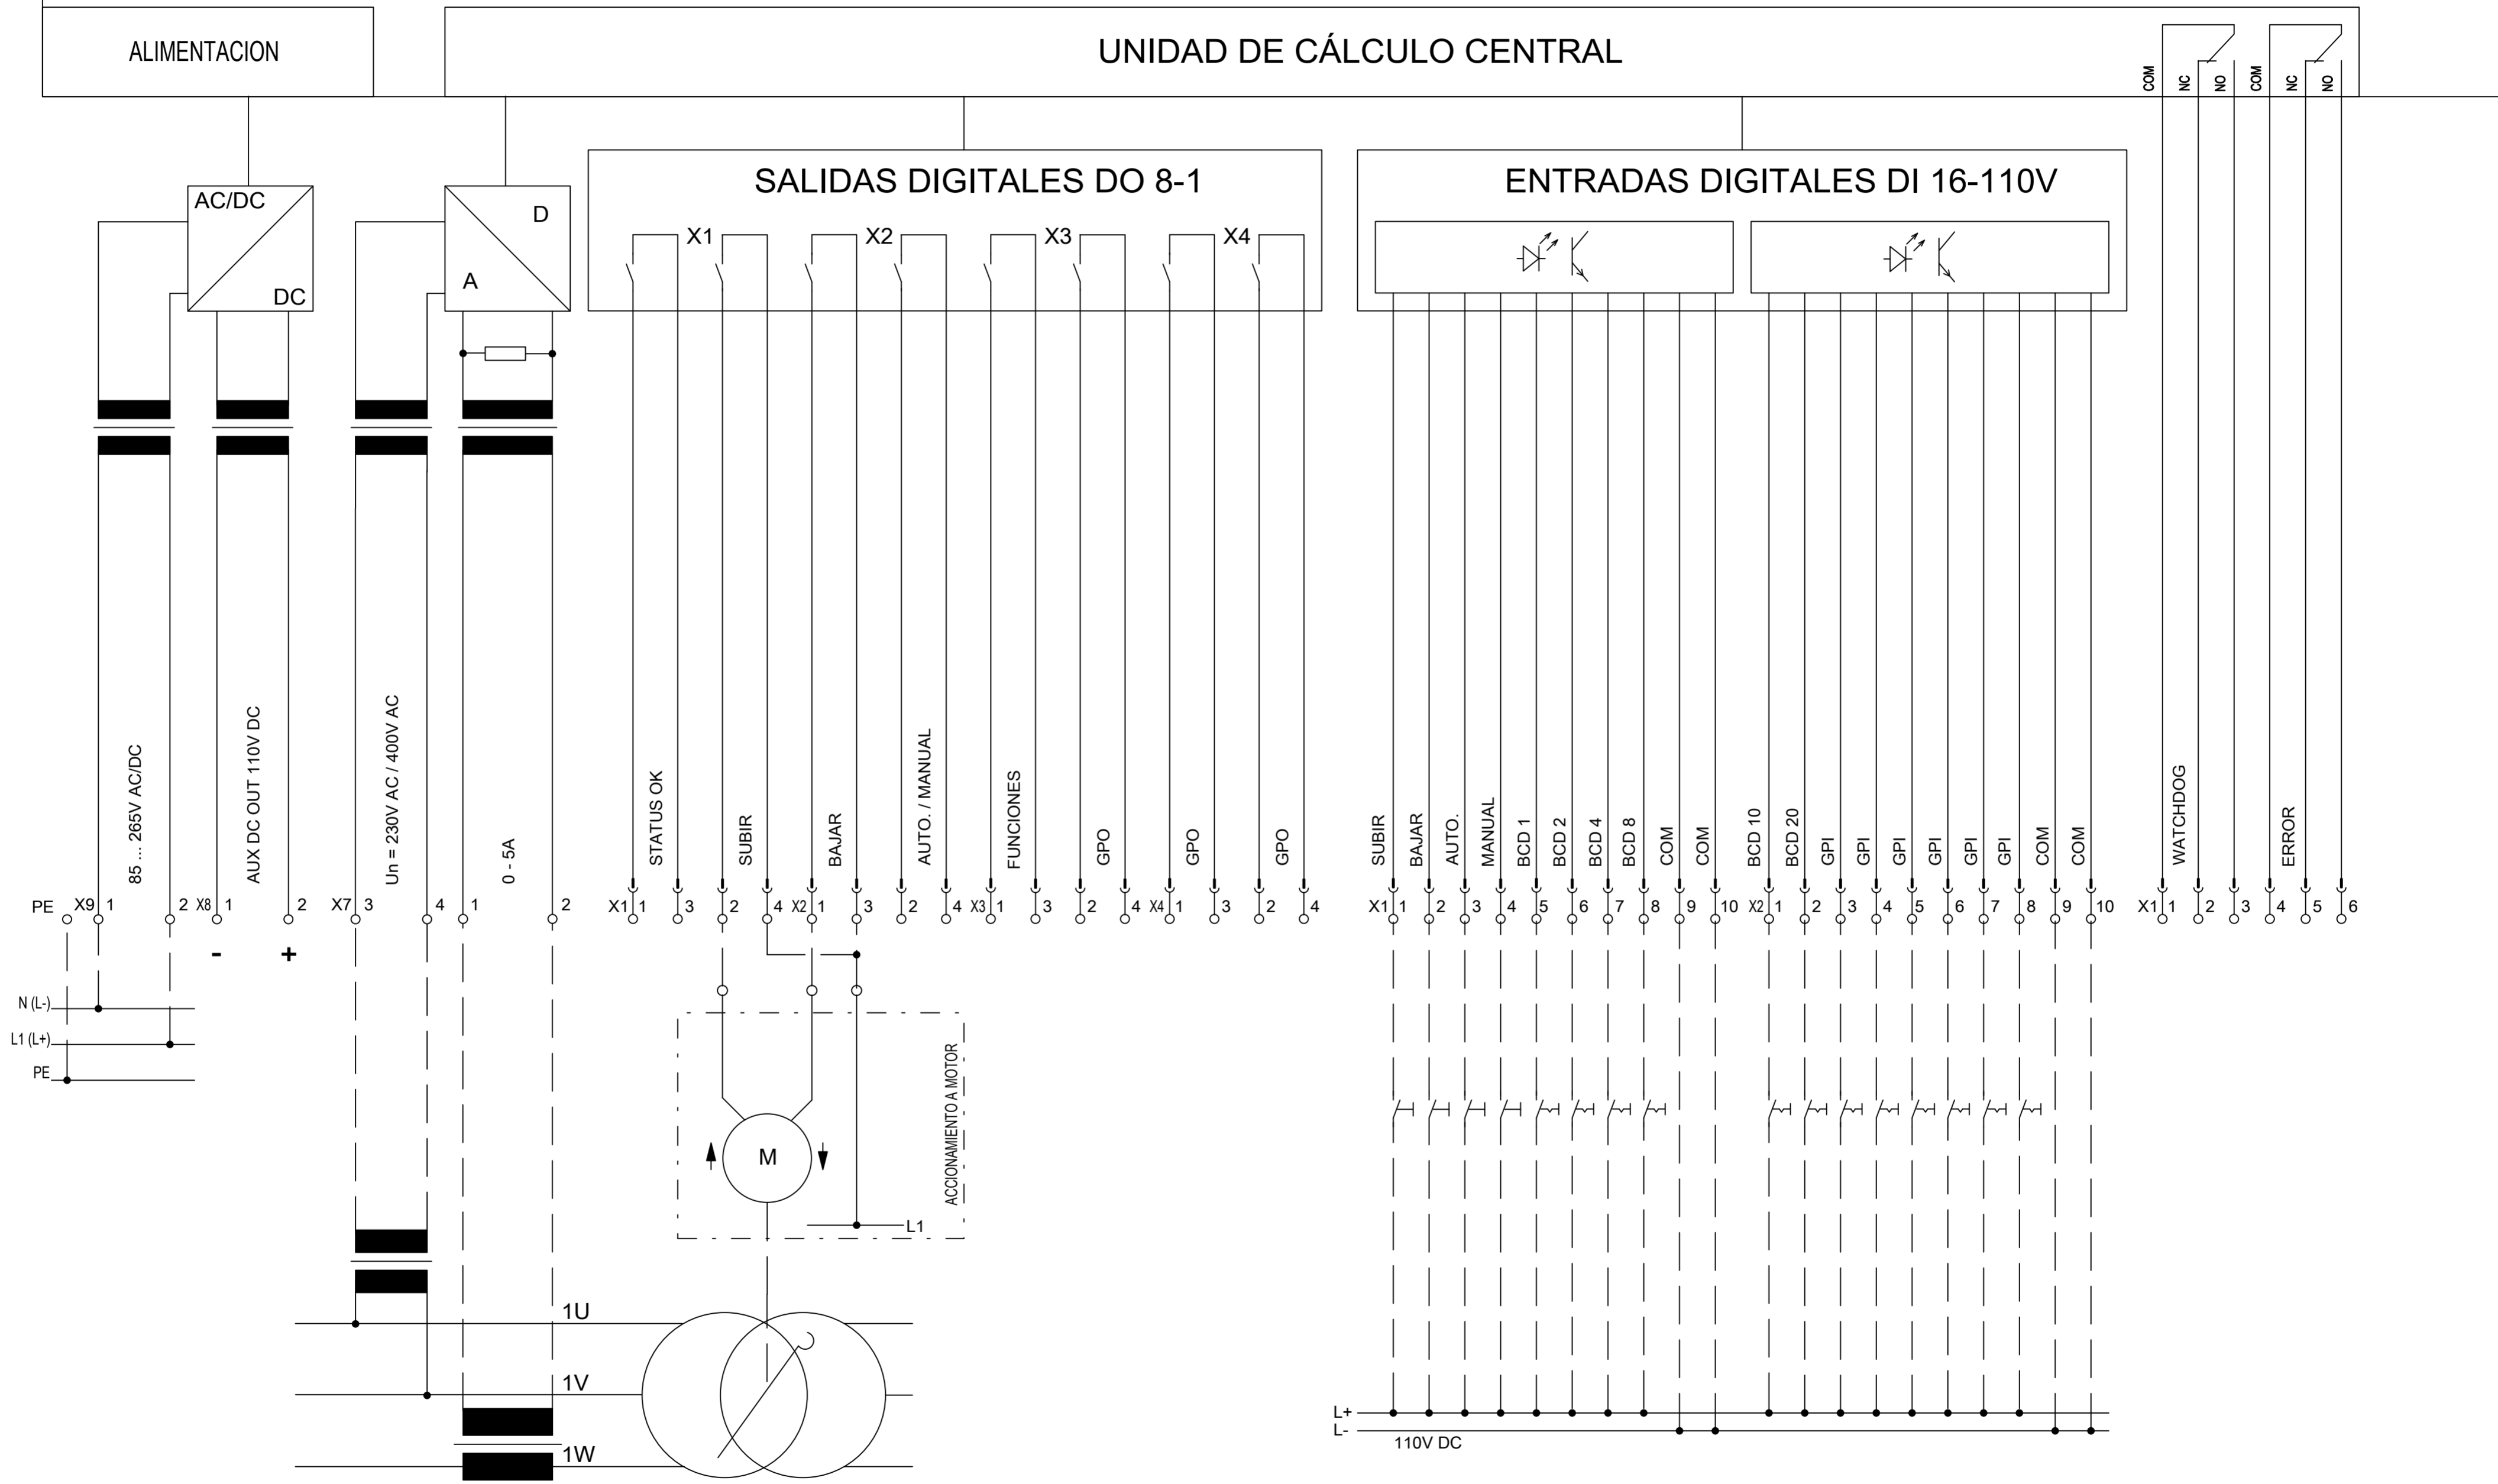 ALIMENTACION
UNIDAD DE CÁLCULO CENTRAL
COM NC NO COM NC NO
AC/DC
DC
D
A
SALIDAS DIGITALES DO 8-1
X1 X2 X3 X4
ENTRADAS DIGITALES DI 16-110V
85 ... 265V AC/DC
AUX DC OUT 110V DC
Un = 230V AC / 400V AC
0 - 5A
STATUS OK
SUBIR
BAJAR
AUTO. / MANUAL
FUNCIONES
GPO
GPO
GPO
SUBIR
BAJAR
AUTO.
MANUAL
BCD 1
BCD 2
BCD 4
BCD 8
COM
COM
BCD 10
BCD 20
GPI
GPI
GPI
GPI
GPI
GPI
COM
COM
WATCHDOG
ERROR
PE X9 1 2 X8 1 2 X7 3 4 1 2
X1 1 3 2 4 X2 1 3 2 4 X3 1 3 2 4 X4 1 3 2 4
X1 1 2 3 4 5 6 7 8 9 10 X2 1 2 3 4 5 6 7 8 9 10
X1 1 2 3 4 5 6
- +
N (L-)
L1 (L+)
PE
ACCIONAMIENTO A MOTOR
M
L1
1U
1V
1W
L+
L-
110V DC